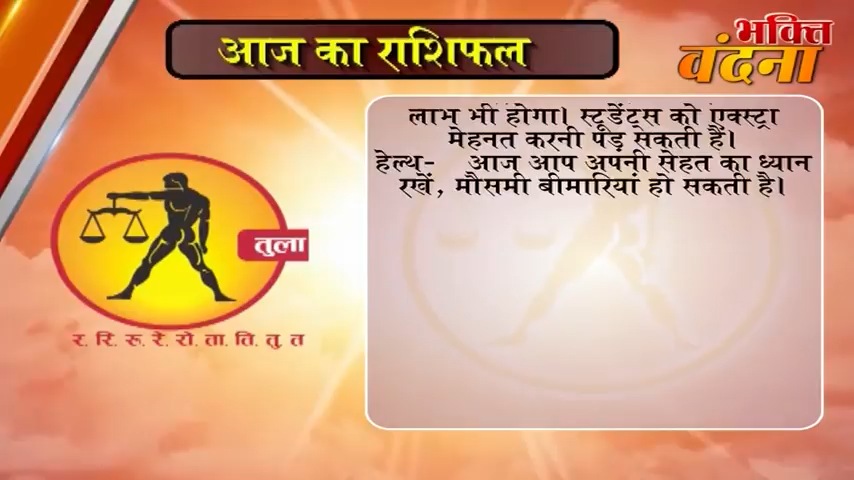 आज का राशिफल
भक्ति
वंदना
लाभ भी होगा। स्टूडेंट्स को एक्स्ट्रा
मेहनत करनी पड़ सकती हैं।
हेल्थ- आज आप अपनी सेहत का ध्यान
रखें, मौसमी बीमारियां हो सकती है।
तुला
र. रि. रू. रे. रो. ता. ति. तु. त